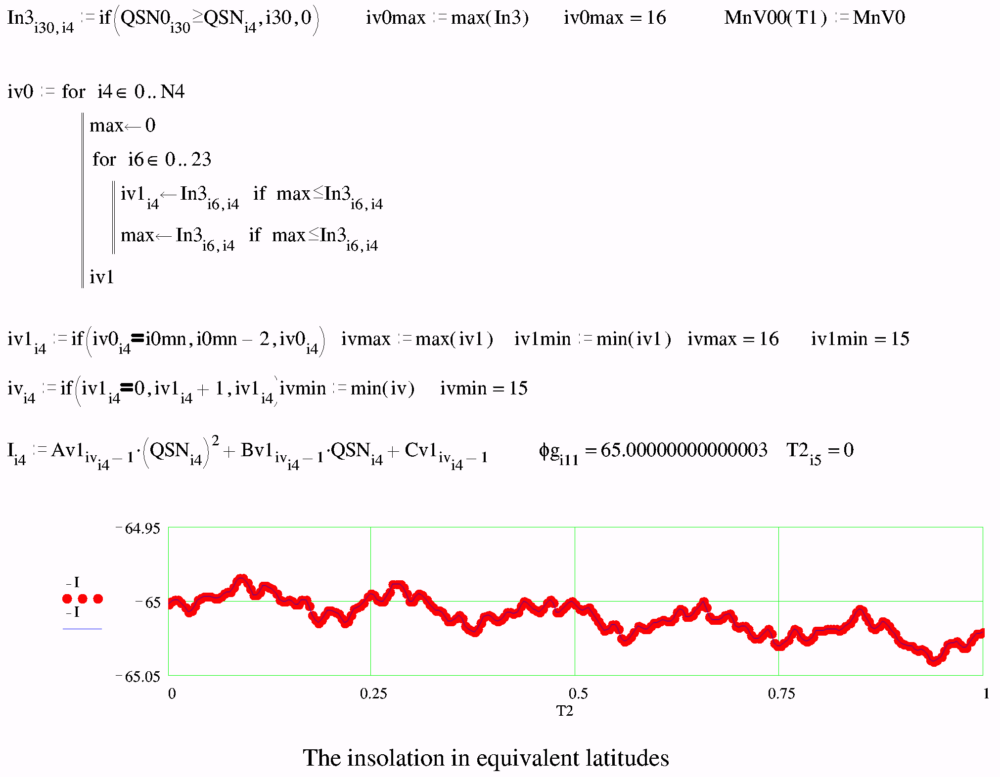 In3i30,i4 := if(QSN0i30≥QSNi4,i30,0) iv0max := max(In3) iv0max = 16 MnV00(T1) := MnV0
iv0 := for i4∈ 0..N4
max← 0
for i6∈ 0..23
iv1i4←In3i6,i4 if max≤In3i6,i4
max←In3i6,i4 if max≤In3i6,i4
iv1
iv1i4 := if(iv0i4=i0mn,i0mn − 2,iv0i4) ivmax := max(iv1) iv1min := min(iv1) ivmax = 16 iv1min = 15
ivi4 := if(iv1i4=0,iv1i4 + 1,iv1i4) ivmin := min(iv) ivmin = 15
Ii4 := Av1ivi4−1·(QSNi4)2 + Bv1ivi4−1·QSNi4 + Cv1ivi4−1 ϕgi11 = 65.00000000000003 T2i5 = 0
−64.95
−I
−65
−I
−65.05
0 0.25 0.5 0.75 1
T2
The insolation in equivalent latitudes